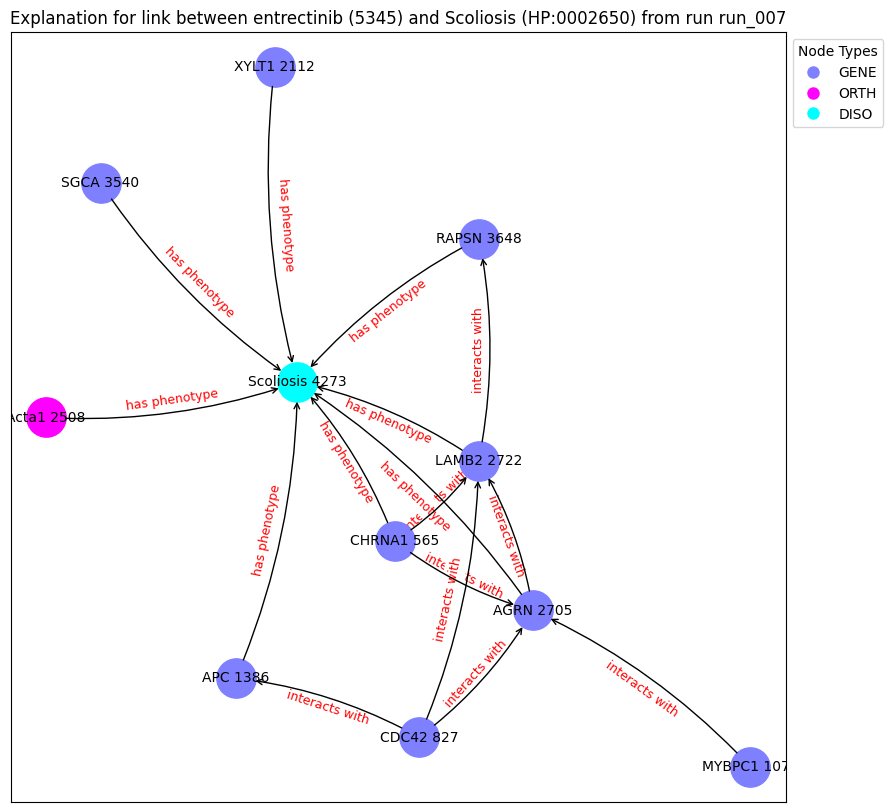 Explanation for link between entrectinib (5345) and Scoliosis (HP:0002650) from run run_007
Node Types
GENE
ORTH
DISO
XYLT1 2112
SGCA 3540
has phenotype
has phenotype
RAPSN 3648
has phenotype
interacts with
Scoliosis 4273
Acta1 2508
has phenotype
has phenotype
has phenotype
has phenotype
LAMB2 2722
interacts with
CHRNA1 565
interacts with
interacts with
interacts with
has phenotype
AGRN 2705
APC 1386
interacts with
interacts with
interacts with
CDC42 827
MYBPC1 107